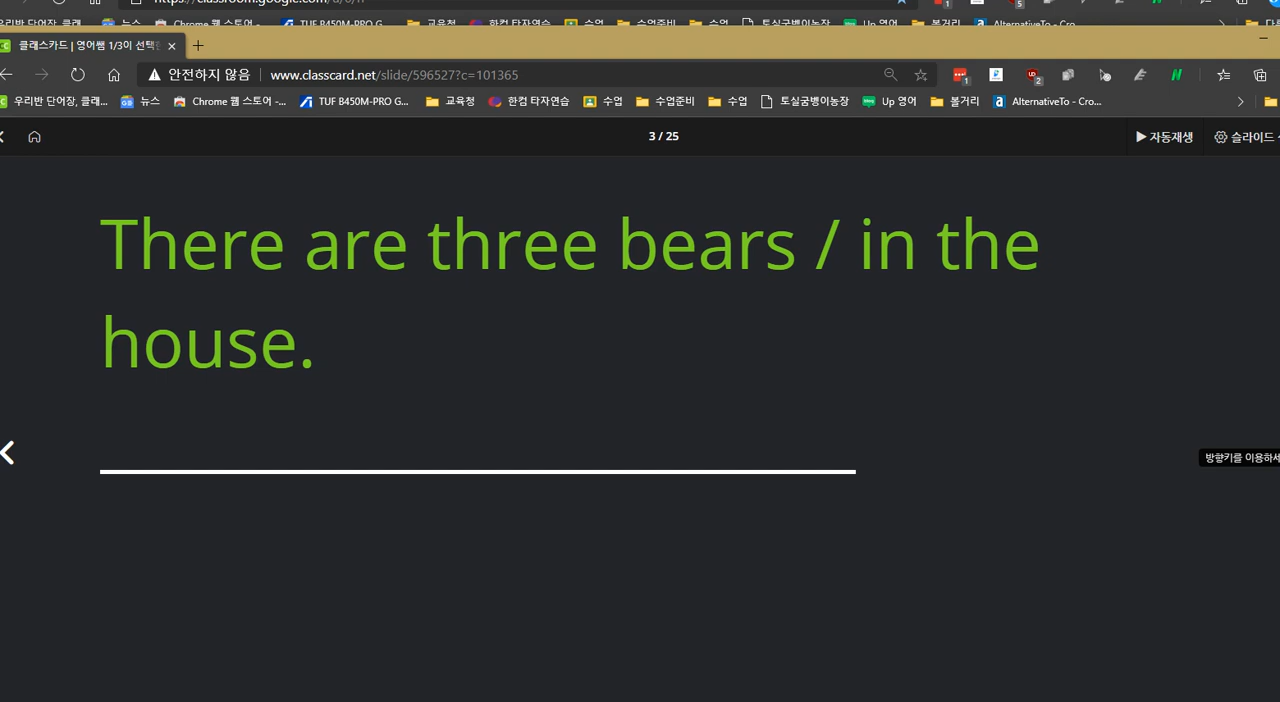 클래스카드 | 영어쌤 1/3이 선택한
안전하지 않음 www.classcard.net/slide/596527?c=101365
우리반 단어장, 클래... 뉴스 Chrome 웹 스토어 -... TUF B450M-PRO G... 교육청 한컴 타자연습 수업 수업준비 수업 토실굼벵이농장 Up 영어 볼거리 AlternativeTo - Cro...
3 / 25 자동재생 슬라이드
There are three bears / in the
house.
방향키를 이용하세